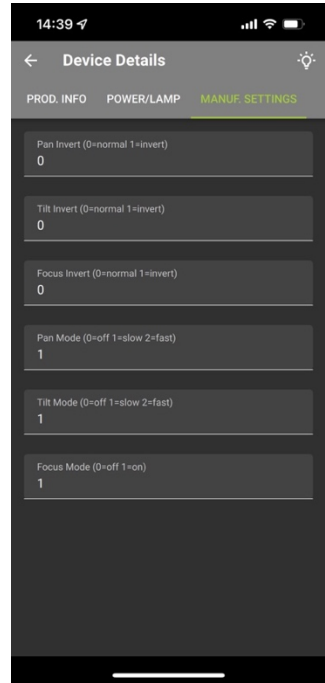 14:39
Device Details
PROD. INFO POWER/LAMP MANUF. SETTINGS
Pan Invert (0=normal 1=invert)
0
Tilt Invert (0=normal 1=invert)
0
Focus Invert (0=normal 1=invert)
0
Pan Mode (0=off 1=slow 2=fast)
1
Tilt Mode (0=off 1=slow 2=fast)
1
Focus Mode (0=off 1=on)
1